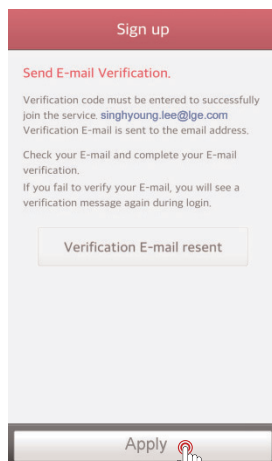 Sign up
Send E-mail Verification.
Verification code must be entered to successfully
join the service. singhyoung.lee@lge.com
Verification E-mail is sent to the email address.
Check your E-mail and complete your E-mail
verification.
If you fail to verify your E-mail, you will see a
verification message again during login.
Verification E-mail resent
Apply